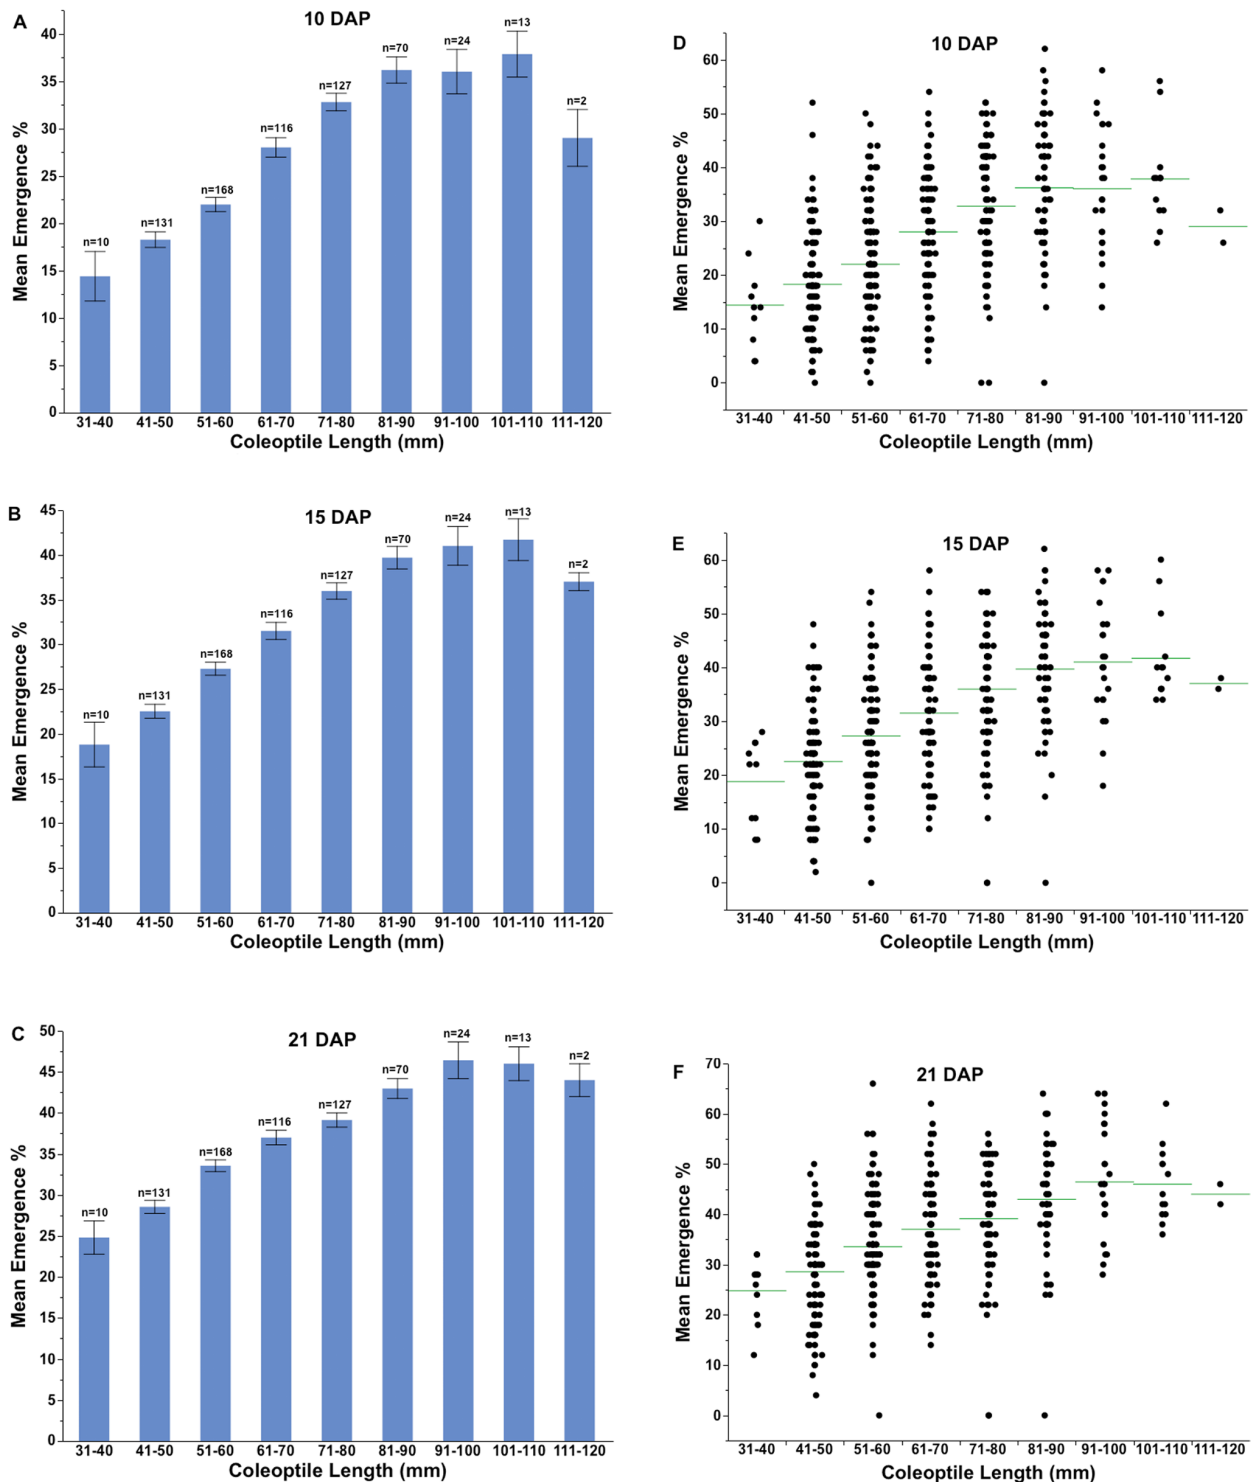 A
10 DAP
Mean Emergence %
40
35
30
25
20
15
10
5
0
n=10
n=131
n=168
n=116
n=127
n=70
n=24
n=13
n=2
31-40 41-50 51-60 61-70 71-80 81-90 91-100 101-110 111-120
Coleoptile Length (mm)
D
10 DAP
Mean Emergence %
60
50
40
30
20
10
0
31-40 41-50 51-60 61-70 71-80 81-90 91-100 101-110 111-120
Coleoptile Length (mm)
B
15 DAP
Mean Emergence %
45
40
35
30
25
20
15
10
5
0
n=10
n=131
n=168
n=116
n=127
n=70
n=24
n=13
n=2
31-40 41-50 51-60 61-70 71-80 81-90 91-100 101-110 111-120
Coleoptile Length (mm)
E
15 DAP
Mean Emergence %
60
50
40
30
20
10
0
31-40 41-50 51-60 61-70 71-80 81-90 91-100 101-110 111-120
Coleoptile Length (mm)
C
21 DAP
Mean Emergence %
50
45
40
35
30
25
20
15
10
5
0
n=10
n=131
n=168
n=116
n=127
n=70
n=24
n=13
n=2
31-40 41-50 51-60 61-70 71-80 81-90 91-100 101-110 111-120
Coleoptile Length (mm)
F
21 DAP
Mean Emergence %
70
60
50
40
30
20
10
0
31-40 41-50 51-60 61-70 71-80 81-90 91-100 101-110 111-120
Coleoptile Length (mm)